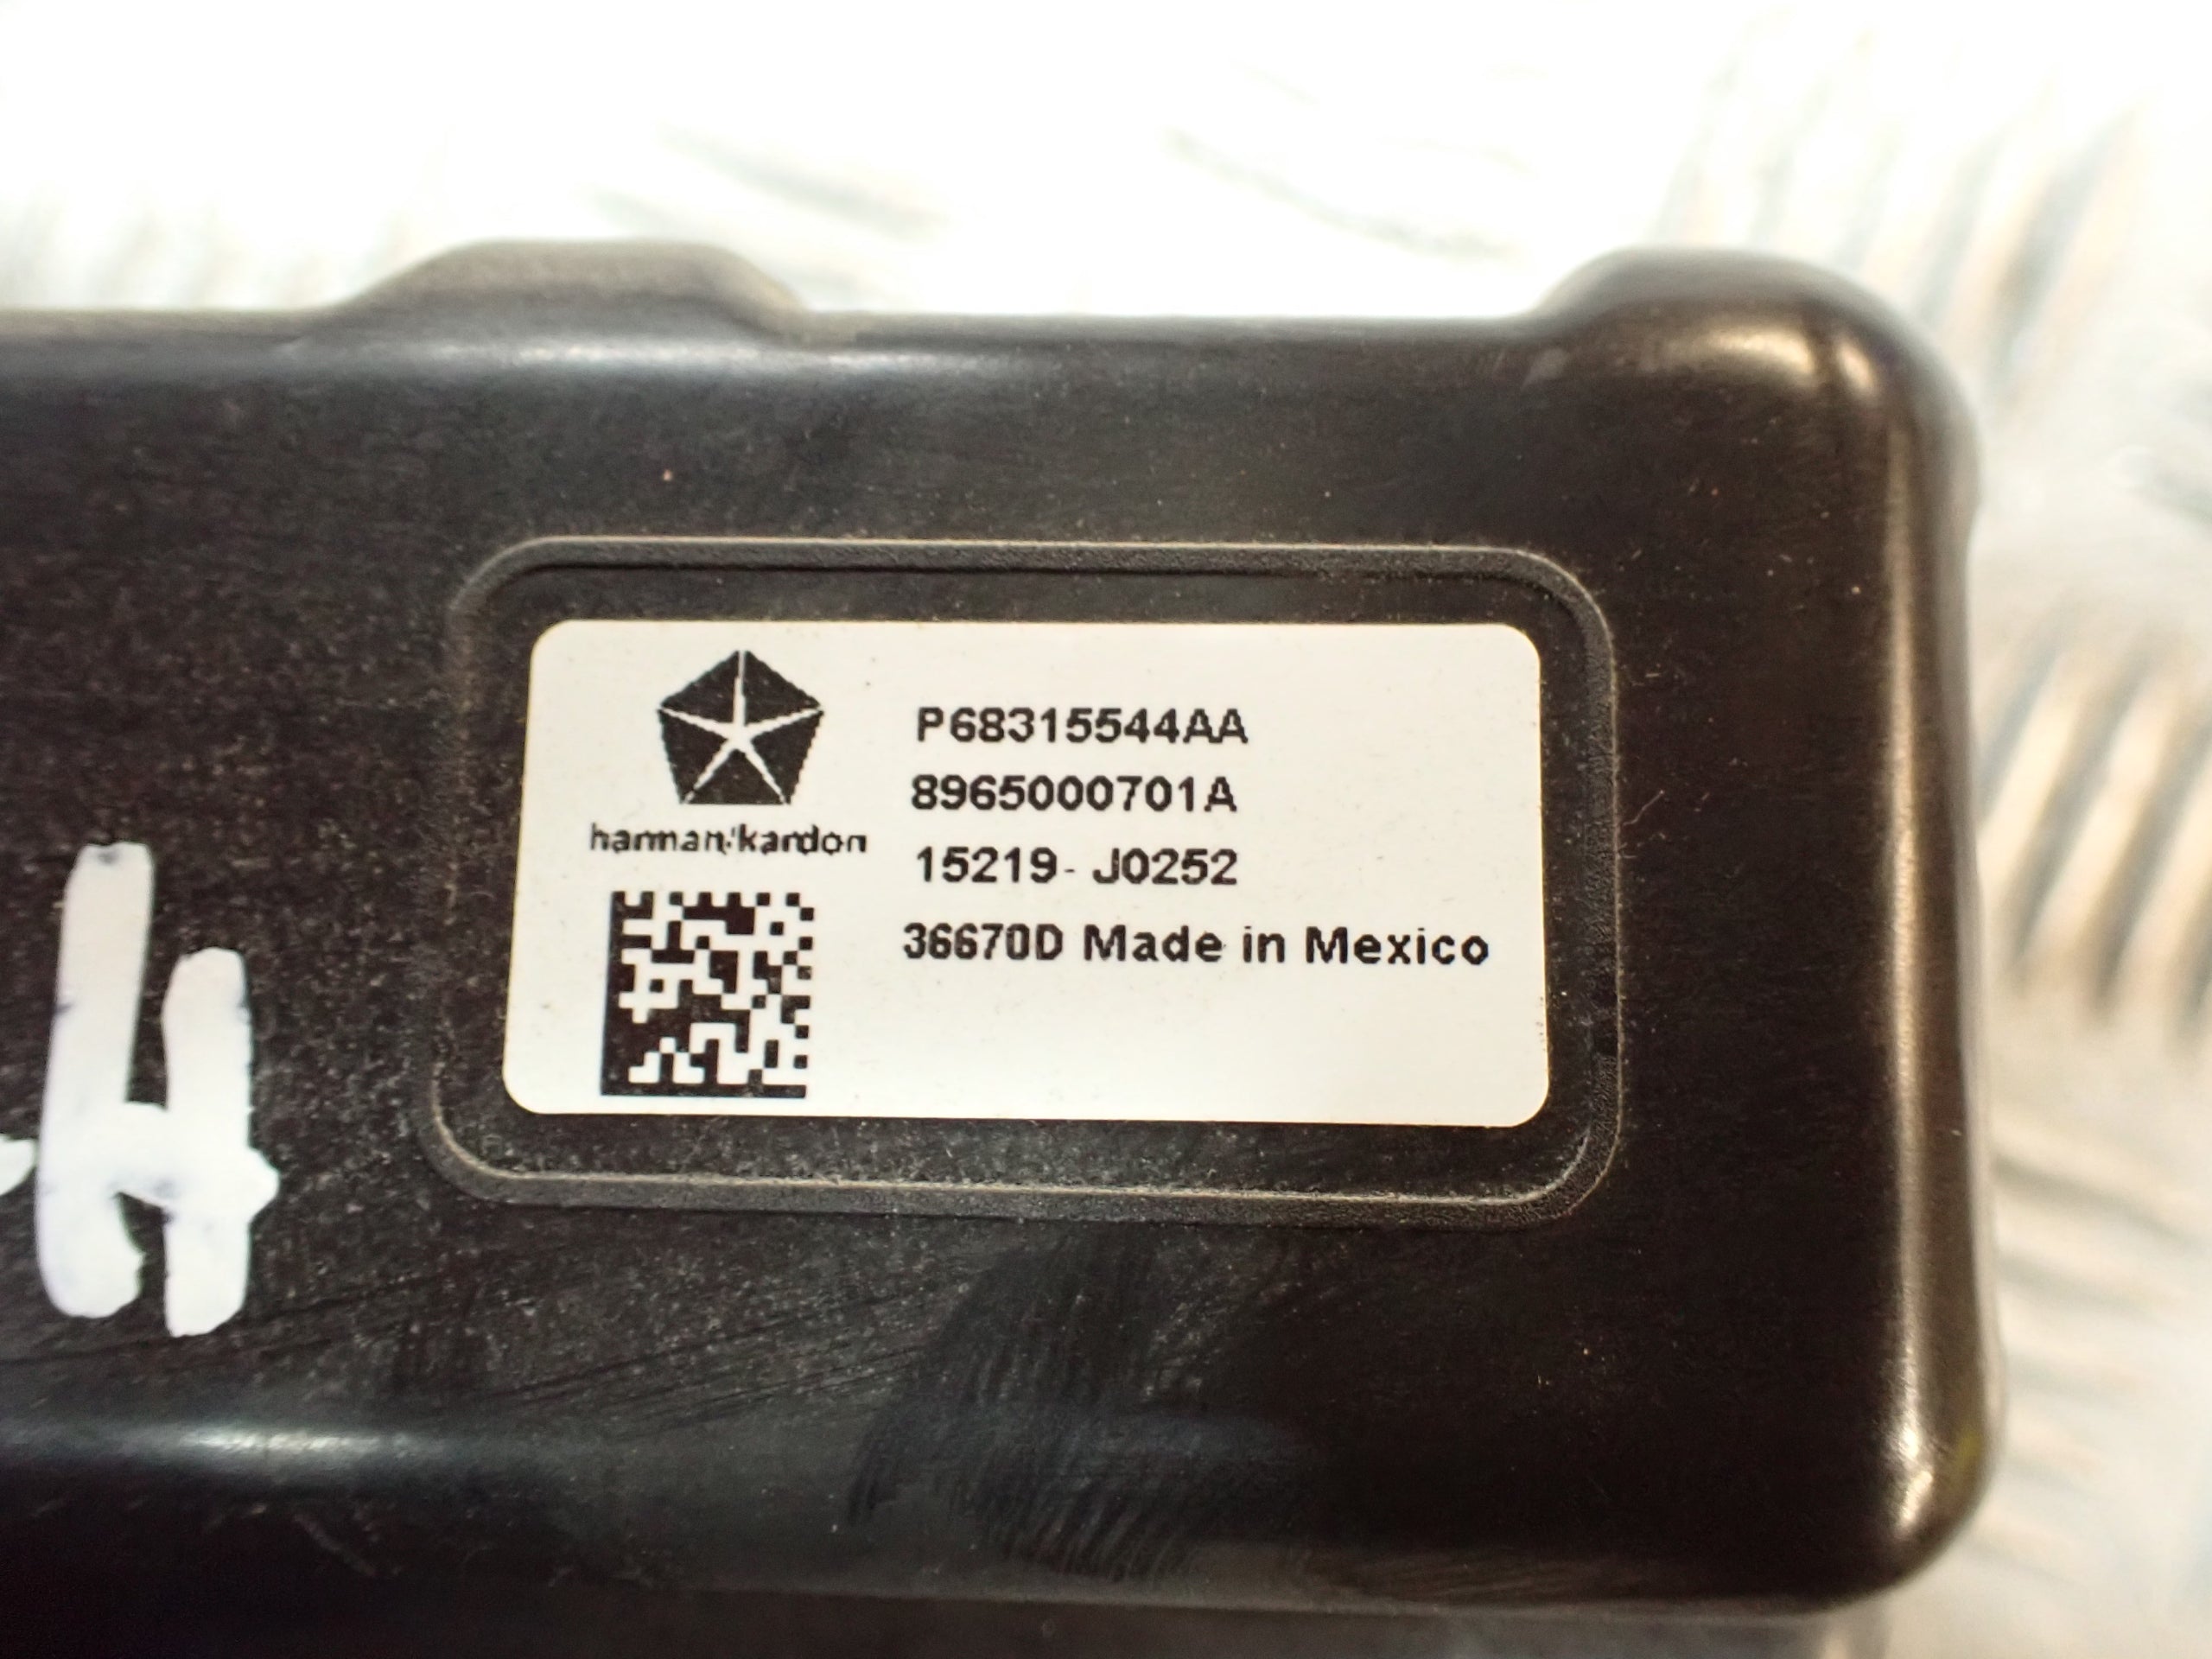 harman/kardon
P68315544AA
8965000701A
15219- J0252
36670D Made in Mexico
H